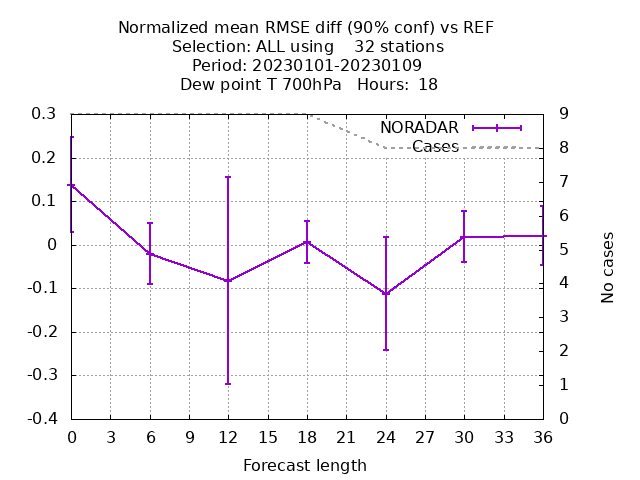 Normalized mean RMSE diff (90% conf) vs REF
Selection: ALL using    32 stations
Period: 20230101-20230109
Dew point T 700hPa   Hours:  18
NORADAR
Cases
0.3
0.2
0.1
0
-0.1
-0.2
-0.3
-0.4
9
8
7
6
5
4
3
2
1
0
No cases
0 3 6 9 12 15 18 21 24 27 30 33 36
Forecast length